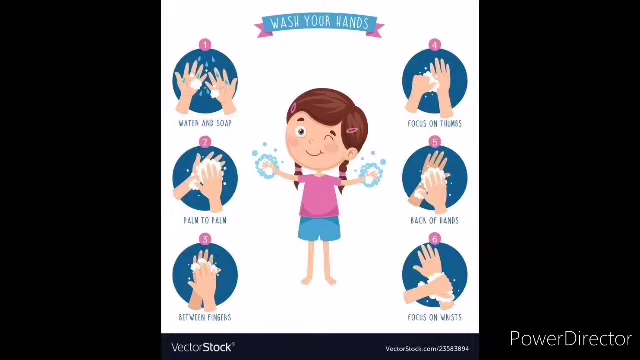 WASH YOUR HANDS
1
WATER AND SOAP
2
PALM TO PALM
3
BETWEEN FINGERS
4
FOCUS ON THUMBS
5
BACK OF HANDS
6
FOCUS ON WRISTS
VectorStock®
VectorStock.com/23583894
PowerDirector